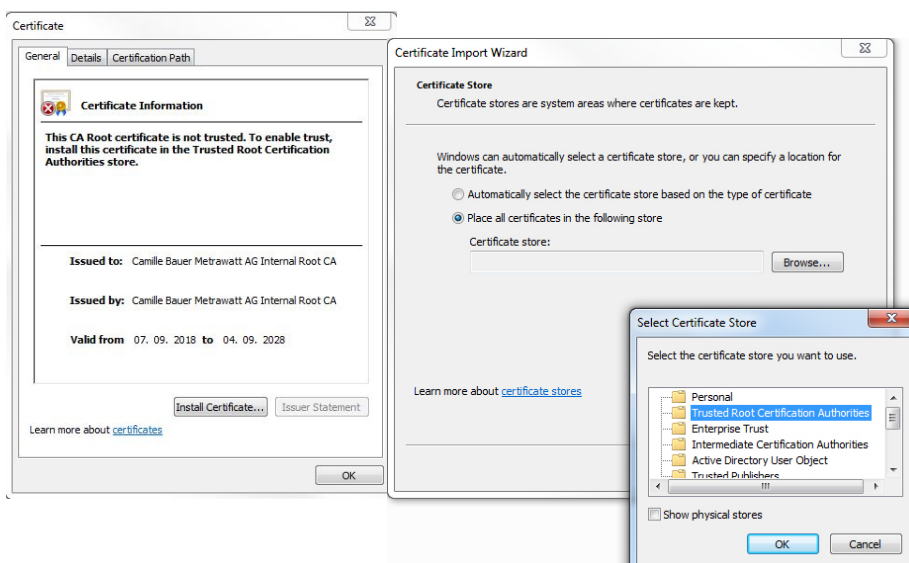 Certificate
General
Details
Certification Path
Certificate Information
This CA Root certificate is not trusted. To enable trust,
install this certificate in the Trusted Root Certification
Authorities store.
Issued to: Camille Bauer Metrawatt AG Internal Root CA
Issued by: Camille Bauer Metrawatt AG Internal Root CA
Valid from 07. 09. 2018 to 04. 09. 2028
Install Certificate...
Issuer Statement
Learn more about certificates
OK
Certificate Import Wizard
Certificate Store
Certificate stores are system areas where certificates are kept.
Windows can automatically select a certificate store, or you can specify a location for
the certificate.
Automatically select the certificate store based on the type of certificate
Place all certificates in the following store
Certificate store:
Browse...
Learn more about certificate stores
Select Certificate Store
Select the certificate store you want to use.
Personal
Trusted Root Certification Authorities
Enterprise Trust
Intermediate Certification Authorities
Active Directory User Object
Trusted Publishers
Show physical stores
OK
Cancel